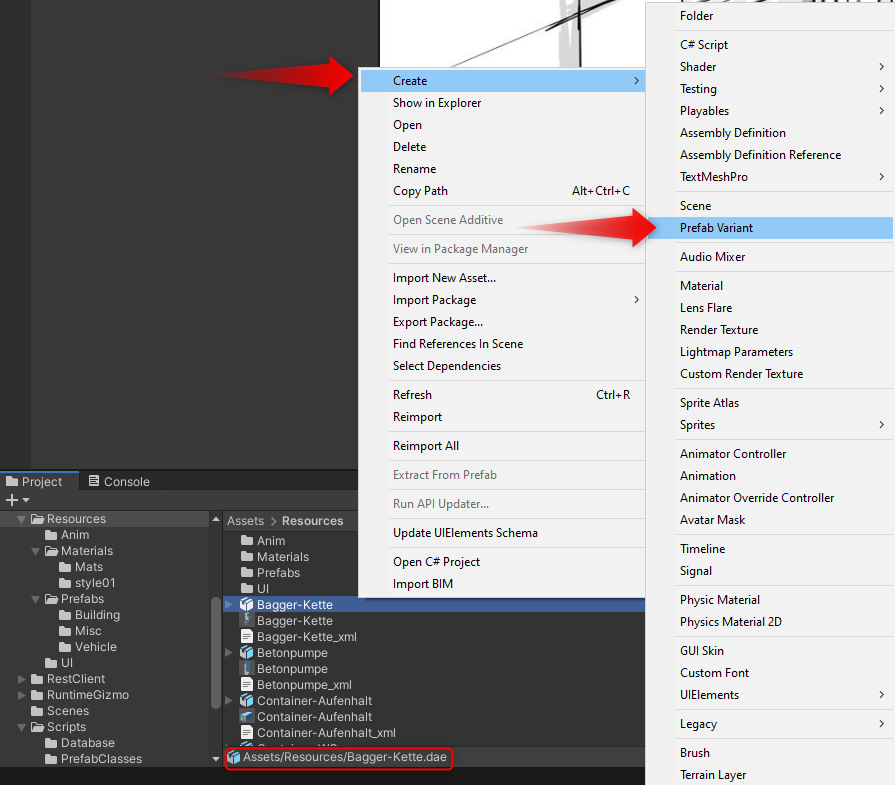 Create
Show in Explorer
Open
Delete
Rename
Copy Path Alt+Ctrl+C
Open Scene Additive
View in Package Manager
Import New Asset...
Import Package
Export Package...
Find References In Scene
Select Dependencies
Refresh Ctrl+R
Reimport
Reimport All
Extract From Prefab
Run API Updater...
Update UIElements Schema
Open C# Project
Import BIM
Folder
C# Script
Shader
Testing
Playables
Assembly Definition
Assembly Definition Reference
TextMeshPro
Scene
Prefab Variant
Audio Mixer
Material
Lens Flare
Render Texture
Lightmap Parameters
Custom Render Texture
Sprite Atlas
Sprites
Animator Controller
Animation
Animator Override Controller
Avatar Mask
Timeline
Signal
Physic Material
Physics Material 2D
GUI Skin
Custom Font
UIElements
Legacy
Brush
Terrain Layer
Project Console
Resources
Anim
Materials
Mats
style01
Prefabs
Building
Misc
Vehicle
UI
RestClient
RuntimeGizmo
Scenes
Scripts
Database
PrefabClasses
Assets > Resources
Anim
Materials
Prefabs
UI
Bagger-Kette
Bagger-Kette
Bagger-Kette_xml
Betonpumpe
Betonpumpe
Betonpumpe_xml
Container-Aufenhalt
Container-Aufenhalt
Container-Aufenhalt_xml
Assets/Resources/Bagger-Kette.dae